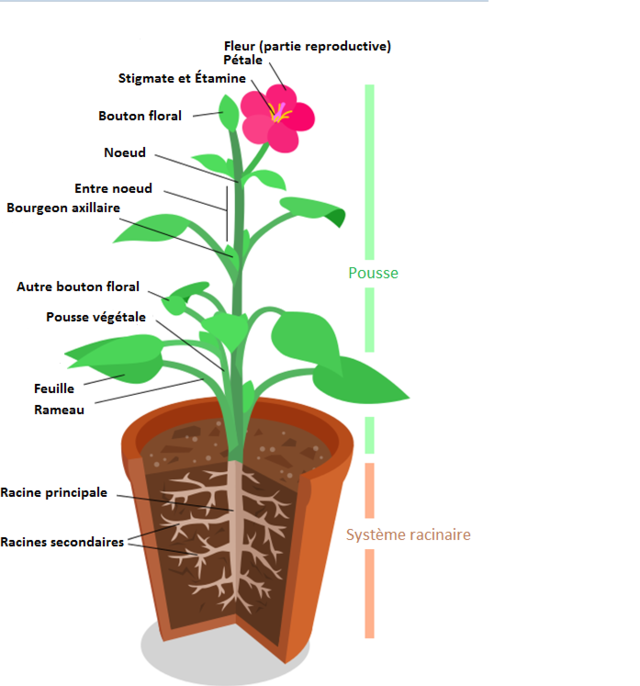 Fleur (partie reproductive)
Pétale
Stigmate et Étamine
Bouton floral
Noeud
Entre noeud
Bourgeon axillaire
Pousse
Autre bouton floral
Pousse végétale
Feuille
Rameau
Racine principale
Système racinaire
Racines secondaires